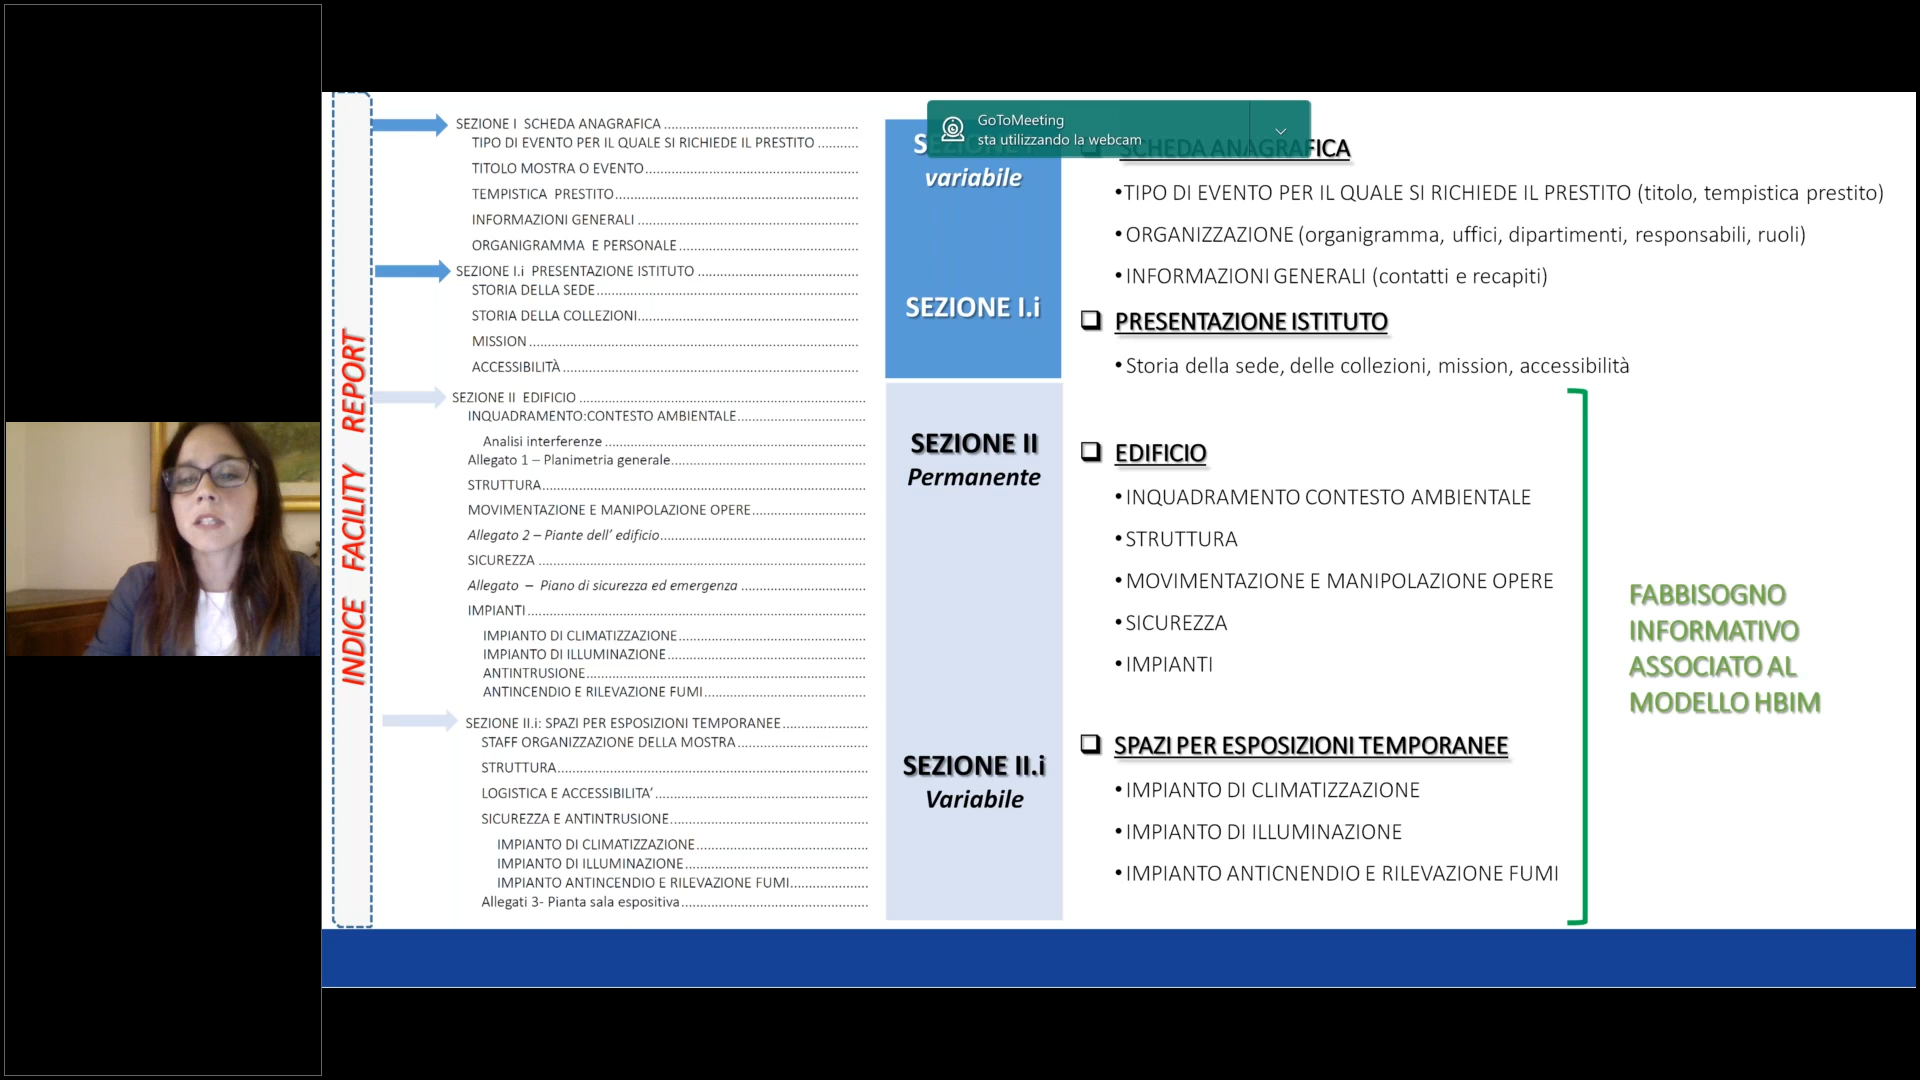 INDICE FACILITY REPORT
SEZIONE I SCHEDA ANAGRAFICA
TIPO DI EVENTO PER IL QUALE SI RICHIEDE IL PRESTITO
TITOLO MOSTRA O EVENTO
TEMPISTICA PRESTITO
INFORMAZIONI GENERALI
ORGANIGRAMMA E PERSONALE
SEZIONE I.i PRESENTAZIONE ISTITUTO
STORIA DELLA SEDE
STORIA DELLA COLLEZIONI
MISSION
ACCESSIBILITÀ
SEZIONE II EDIFICIO
INQUADRAMENTO:CONTESTO AMBIENTALE
Analisi interferenze
Allegato 1 – Planimetria generale
STRUTTURA
MOVIMENTAZIONE E MANIPOLAZIONE OPERE
Allegato 2 – Piante dell’ edificio
SICUREZZA
Allegato – Piano di sicurezza ed emergenza
IMPIANTI
IMPIANTO DI CLIMATIZZAZIONE
IMPIANTO DI ILLUMINAZIONE
ANTINTRUSIONE
ANTINCENDIO E RILEVAZIONE FUMI
SEZIONE II.i: SPAZI PER ESPOSIZIONI TEMPORANEE
STAFF ORGANIZZAZIONE DELLA MOSTRA
STRUTTURA
LOGISTICA E ACCESSIBILITA’
SICUREZZA E ANTINTRUSIONE
IMPIANTO DI CLIMATIZZAZIONE
IMPIANTO DI ILLUMINAZIONE
IMPIANTO ANTINCENDIO E RILEVAZIONE FUMI
Allegati 3- Pianta sala espositiva
variabile
SEZIONE I.i
SEZIONE II
Permanente
SEZIONE II.i
Variabile
GoToMeeting
sta utilizzando la webcam
SCHEDA ANAGRAFICA
•TIPO DI EVENTO PER IL QUALE SI RICHIEDE IL PRESTITO (titolo, tempistica prestito)
•ORGANIZZAZIONE (organigramma, uffici, dipartimenti, responsabili, ruoli)
•INFORMAZIONI GENERALI (contatti e recapiti)
PRESENTAZIONE ISTITUTO
•Storia della sede, delle collezioni, mission, accessibilità
EDIFICIO
•INQUADRAMENTO CONTESTO AMBIENTALE
•STRUTTURA
•MOVIMENTAZIONE E MANIPOLAZIONE OPERE
•SICUREZZA
•IMPIANTI
SPAZI PER ESPOSIZIONI TEMPORANEE
•IMPIANTO DI CLIMATIZZAZIONE
•IMPIANTO DI ILLUMINAZIONE
•IMPIANTO ANTICNENDIO E RILEVAZIONE FUMI
FABBISOGNO
INFORMATIVO
ASSOCIATO AL
MODELLO HBIM